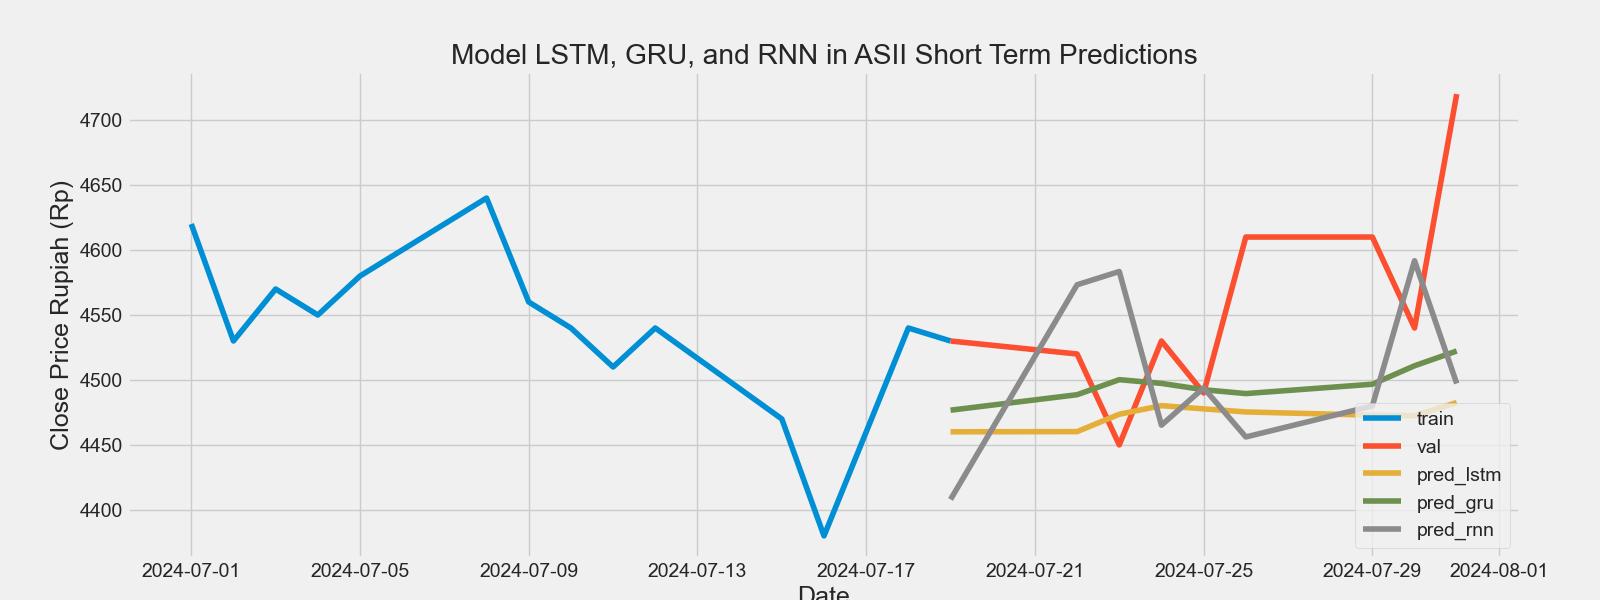 Model LSTM, GRU, and RNN in ASII Short Term Predictions
Close Price Rupiah (Rp)
4700
4650
4600
4550
4500
4450
4400
train
val
pred_lstm
pred_gru
pred_rnn
2024-07-01 2024-07-05 2024-07-09 2024-07-13 2024-07-17 2024-07-21 2024-07-25 2024-07-29 2024-08-01
Date